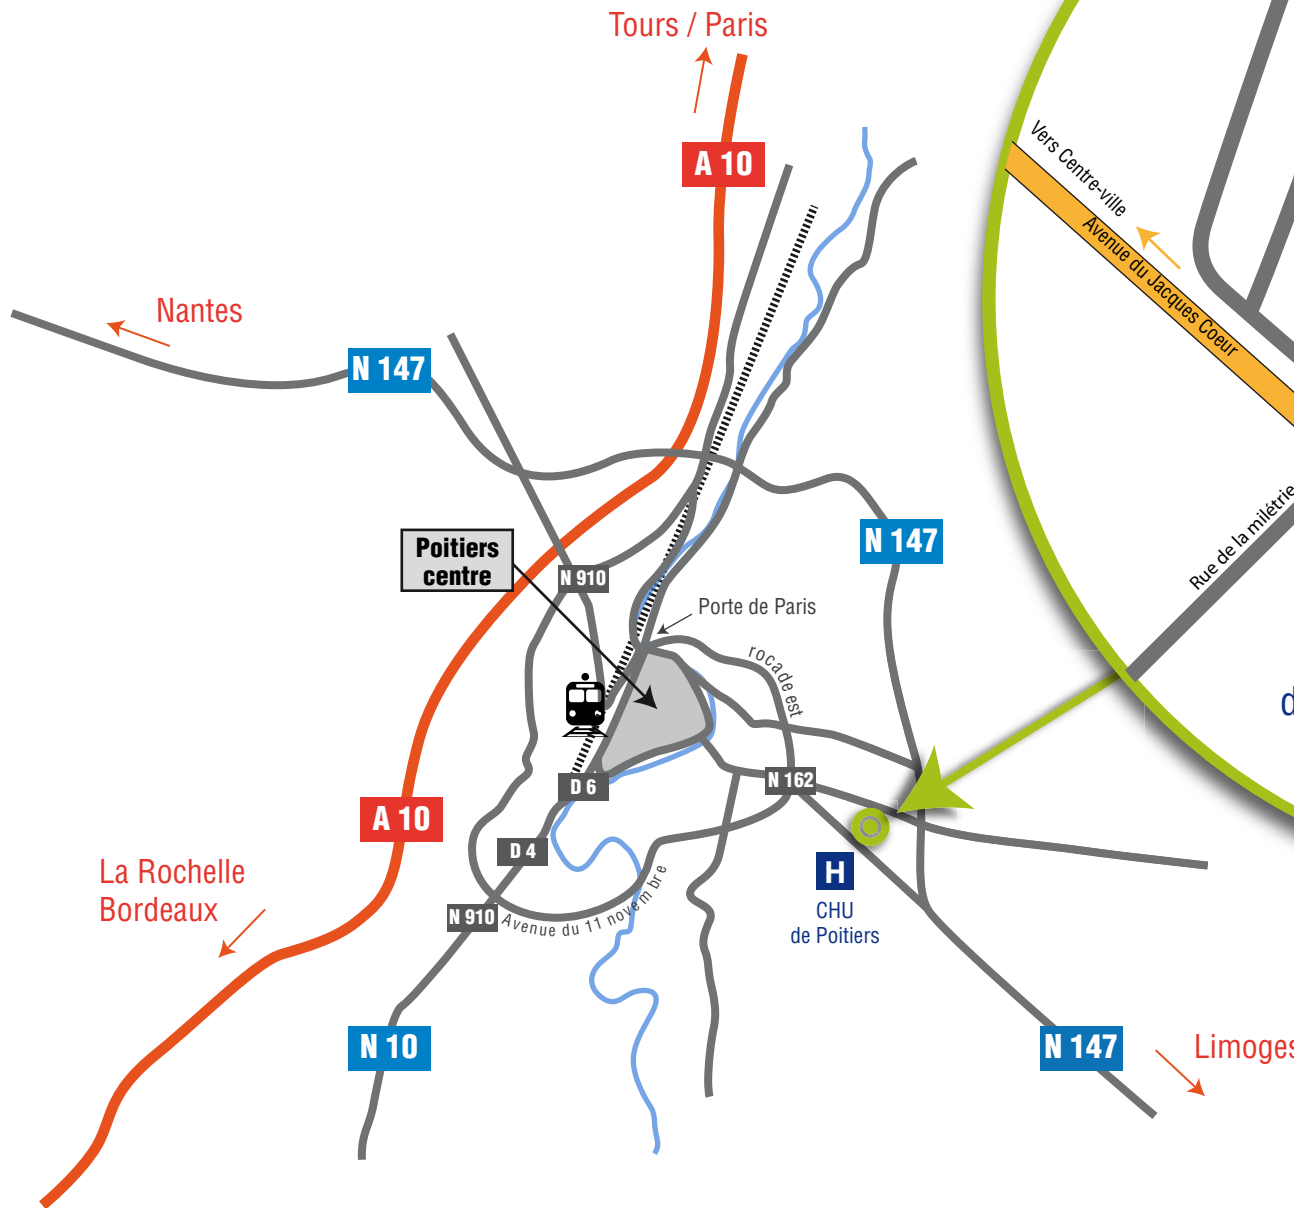 Tours / Paris
A 10
Vers Centre-ville
Avenue du Jacques Coeur
Nantes
N 147
Rue de la milétrie
N 147
Poitiers
centre
N 910
Porte de Paris
rocade est
d
D 6
N 162
A 10
D 4
La Rochelle
Bordeaux
H
CHU
de Poitiers
N 910
Avenue du 11 novembre
N 10
N 147
Limoges